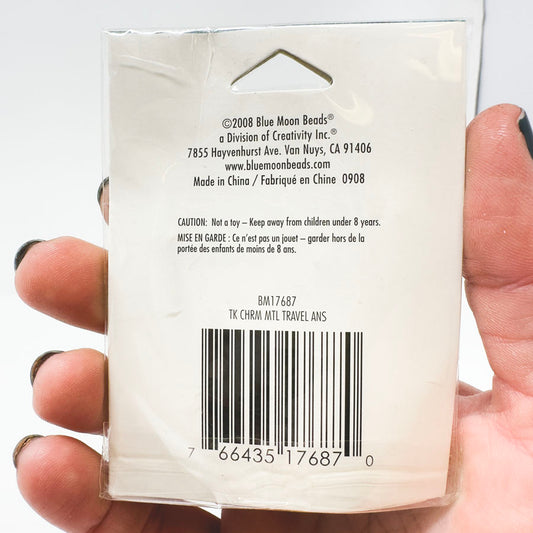 ©2008 Blue Moon Beads®
a Division of Creativity Inc.®
7855 Hayvenhurst Ave. Van Nuys, CA 91406
www.bluemoonbeads.com
Made in China / Fabriqué en Chine 0908
CAUTION: Not a toy – Keep away from children under 8 years.
MISE EN GARDE : Ce n'est pas un jouet – garder hors de la
portée des enfants de moins de 8 ans.
BM17687
TK CHRM MTL TRAVEL ANS
7 66435 17687 0